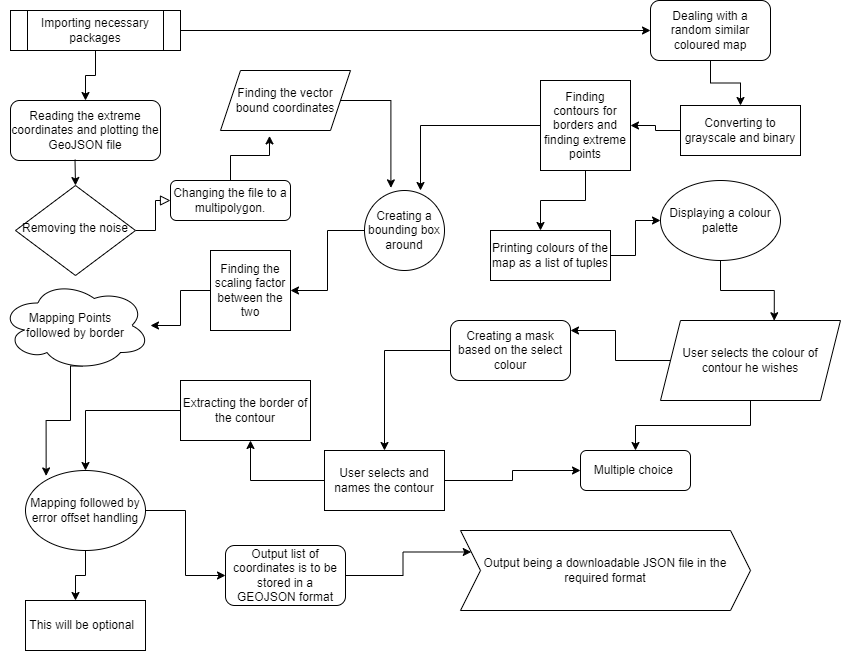 Importing necessary
packages
Dealing with a
random similar
coloured map
Reading the extreme
coordinates and plotting the
GeoJSON file
Finding the vector
bound coordinates
Finding
contours for
borders and
finding extreme
points
Converting to
grayscale and binary
Removing the noise
Changing the file to a
multipolygon.
Creating a
bounding box
around
Printing colours of the
map as a list of tuples
Displaying a colour
palette
Finding the
scaling factor
between the
two
Mapping Points
followed by border
Creating a mask
based on the select
colour
User selects the colour of
contour he wishes
Extracting the border of
the contour
User selects and
names the contour
Multiple choice
Mapping followed by
error offset handling
Output list of
coordinates is to be
stored in a
GEOJSON format
Output being a downloadable JSON file in the
required format
This will be optional